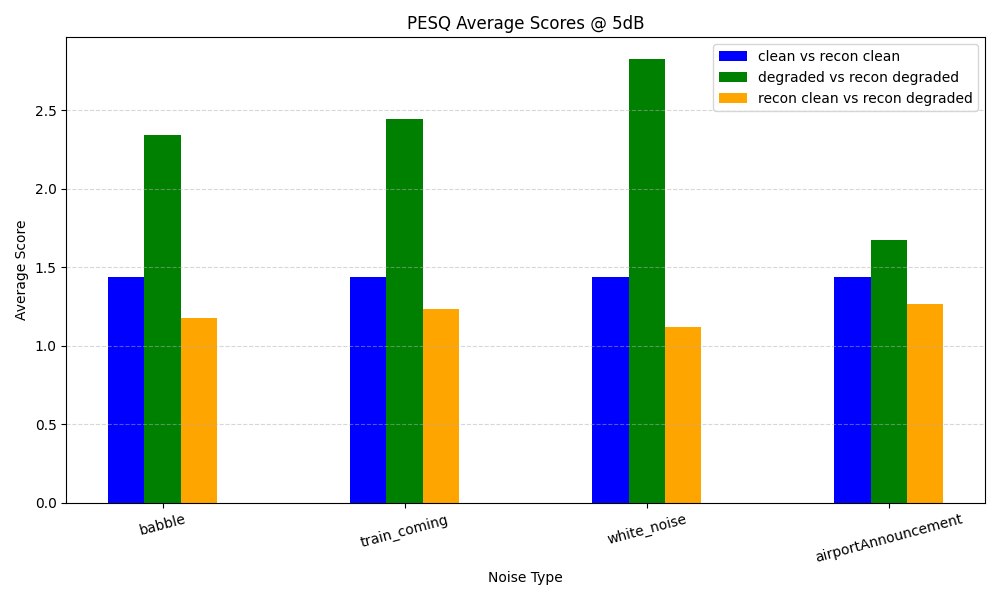 PESQ Average Scores @ 5dB
clean vs recon clean
degraded vs recon degraded
recon clean vs recon degraded
Average Score
2.5
2.0
1.5
1.0
0.5
0.0
babble
train_coming
white_noise
airportAnnouncement
Noise Type